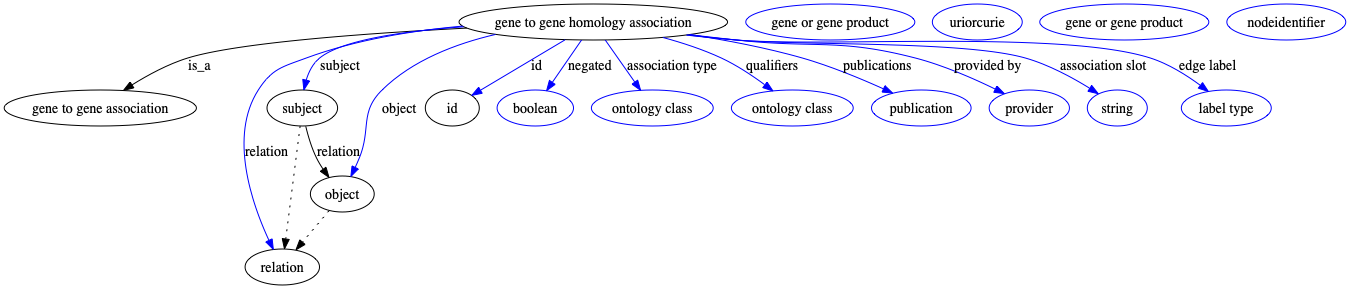 gene to gene homology association
gene or gene product
uriorcurie
gene or gene product
nodeidentifier
is_a
subject
id
negated
association type
qualifiers
publications
provided by
association slot
edge label
gene to gene association
subject
object
id
boolean
ontology class
ontology class
publication
provider
string
label type
relation
relation
object
relation